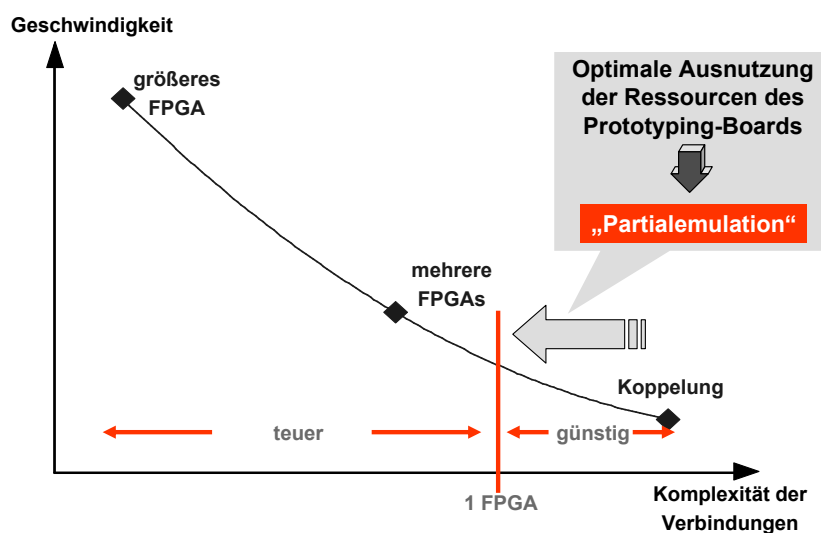 Geschwindigkeit
größeres
FPGA
Optimale Ausnutzung
der Ressourcen des
Prototyping-Boards
„Partialemulation“
mehrere
FPGAs
Koppelung
teuer
günstig
1 FPGA
Komplexität der
Verbindungen